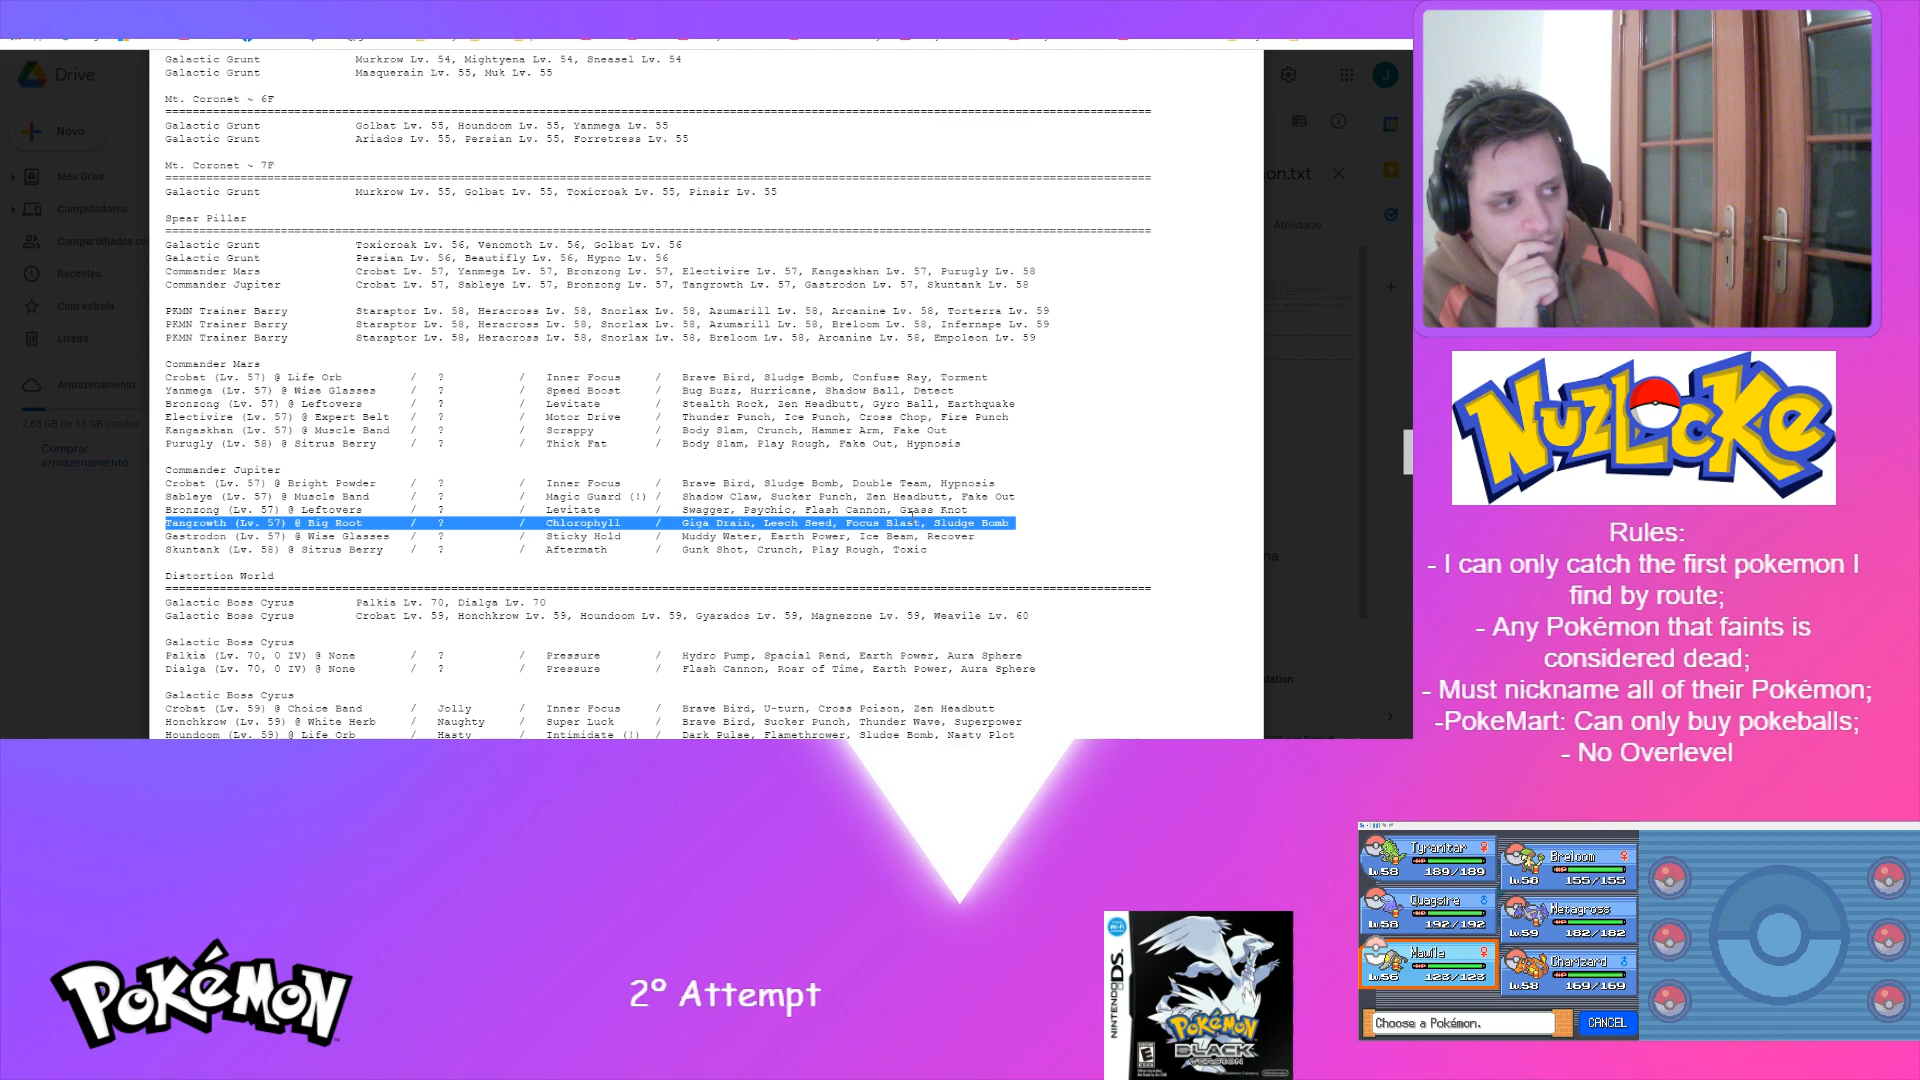 Galactic Grunt Murkrow Lv. 54, Mightyena Lv. 54, Sneasel Lv. 54
Galactic Grunt Masquerain Lv. 55, Muk Lv. 55
Mt. Coronet ~ 6F
Galactic Grunt Golbat Lv. 55, Houndoom Lv. 55, Yanmega Lv. 55
Galactic Grunt Ariados Lv. 55, Persian Lv. 55, Forretress Lv. 55
Mt. Coronet ~ 7F
Galactic Grunt Murkrow Lv. 55, Golbat Lv. 55, Toxicroak Lv. 55, Pinsir Lv. 55
Spear Pillar
Galactic Grunt Toxicroak Lv. 56, Venomoth Lv. 56, Golbat Lv. 56
Galactic Grunt Persian Lv. 56, Beautifly Lv. 56, Hypno Lv. 56
Commander Mars Crobat Lv. 57, Yanmega Lv. 57, Bronzong Lv. 57, Electivire Lv. 57, Kangaskhan Lv. 57, Purugly Lv. 58
Commander Jupiter Crobat Lv. 57, Sableye Lv. 57, Bronzong Lv. 57, Tangrowth Lv. 57, Gastrodon Lv. 57, Skuntank Lv. 58
PKMN Trainer Barry Staraptor Lv. 58, Heracross Lv. 58, Snorlax Lv. 58, Azumarill Lv. 58, Arcanine Lv. 58, Torterra Lv. 59
PKMN Trainer Barry Staraptor Lv. 58, Heracross Lv. 58, Snorlax Lv. 58, Azumarill Lv. 58, Breloom Lv. 58, Infernape Lv. 59
PKMN Trainer Barry Staraptor Lv. 58, Heracross Lv. 58, Snorlax Lv. 58, Breloom Lv. 58, Arcanine Lv. 58, Empoleon Lv. 59
Commander Mars
Crobat (Lv. 57) @ Life Orb / ? / Inner Focus / Brave Bird, Sludge Bomb, Confuse Ray, Torment
Yanmega (Lv. 57) @ Wise Glasses / ? / Speed Boost / Bug Buzz, Hurricane, Shadow Ball, Detect
Bronzong (Lv. 57) @ Leftovers / ? / Levitate / Stealth Rock, Zen Headbutt, Gyro Ball, Earthquake
Electivire (Lv. 57) @ Expert Belt / ? / Motor Drive / Thunder Punch, Ice Punch, Cross Chop, Fire Punch
Kangaskhan (Lv. 57) @ Muscle Band / ? / Scrappy / Body Slam, Crunch, Hammer Arm, Fake Out
Purugly (Lv. 58) @ Sitrus Berry / ? / Thick Fat / Body Slam, Play Rough, Fake Out, Hypnosis
Commander Jupiter
Crobat (Lv. 57) @ Bright Powder / ? / Inner Focus / Brave Bird, Sludge Bomb, Double Team, Hypnosis
Sableye (Lv. 57) @ Muscle Band / ? / Magic Guard (!) / Shadow Claw, Sucker Punch, Zen Headbutt, Fake Out
Bronzong (Lv. 57) @ Leftovers / ? / Levitate / Swagger, Psychic, Flash Cannon, Grass Knot
Tangrowth (Lv. 57) @ Big Root / ? / Chlorophyll / Giga Drain, Leech Seed, Focus Blast, Sludge Bomb
Gastrodon (Lv. 57) @ Wise Glasses / ? / Sticky Hold / Muddy Water, Earth Power, Ice Beam, Recover
Skuntank (Lv. 58) @ Sitrus Berry / ? / Aftermath / Gunk Shot, Crunch, Play Rough, Toxic
Distortion World
Galactic Boss Cyrus Palkia Lv. 70, Dialga Lv. 70
Galactic Boss Cyrus Crobat Lv. 59, Honchkrow Lv. 59, Houndoom Lv. 59, Gyarados Lv. 59, Magnezone Lv. 59, Weavile Lv. 60
Galactic Boss Cyrus
Palkia (Lv. 70, 0 IV) @ None / ? / Pressure / Hydro Pump, Spacial Rend, Earth Power, Aura Sphere
Dialga (Lv. 70, 0 IV) @ None / ? / Pressure / Flash Cannon, Roar of Time, Earth Power, Aura Sphere
Galactic Boss Cyrus
Crobat (Lv. 59) @ Choice Band / Jolly / Inner Focus / Brave Bird, U-turn, Cross Poison, Zen Headbutt
Honchkrow (Lv. 59) @ White Herb / Naughty / Super Luck / Brave Bird, Sucker Punch, Thunder Wave, Superpower
Houndoom (Lv. 59) @ Life Orb / Hasty / Intimidate (!) / Dark Pulse, Flamethrower, Sludge Bomb, Nasty Plot
Drive
Novo
Meu Drive
Computadores
Compartilhados co
Recentes
Com estrela
Lixeira
Armazenamento
2,65 GB de 15 GB usados
Comprar
armazenamento
J
on.txt
Atividade
NUZLOCKE
Rules:
- I can only catch the first pokemon I
find by route;
- Any Pokémon that faints is
considered dead;
- Must nickname all of their Pokémon;
-PokeMart: Can only buy pokeballs;
- No Overlevel
Tyranitar
Lv58 189/189
Breloom
Lv58 155/155
Quagsire
Lv58 192/192
Metagross
Lv59 182/182
Mawile
Lv56 123/123
Charizard
Lv58 169/169
Choose a Pokémon.
CANCEL
POKéMON
2º Attempt
NINTENDO DS
POKéMON
BLACK
VERSION
EVERYONE
E
Nintendo